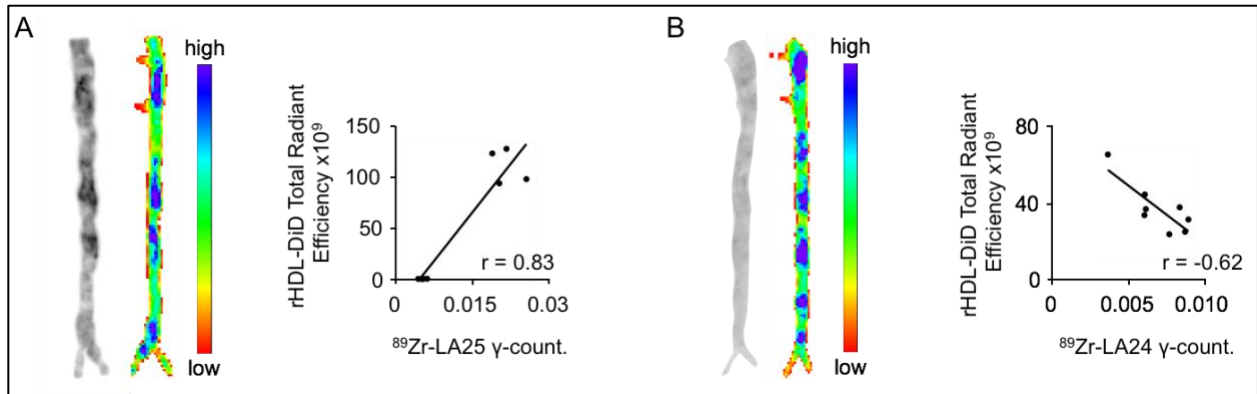 A
high
low
rHDL-DiD Total Radiant
Efficiency x10⁹
150
100
50
0
r = 0.83
0
0.015
0.03
⁸⁹Zr-LA25 γ-count.
B
high
low
rHDL-DiD Total Radiant
Efficiency x10⁹
80
40
0
r = -0.62
0
0.005
0.010
⁸⁹Zr-LA24 γ-count.